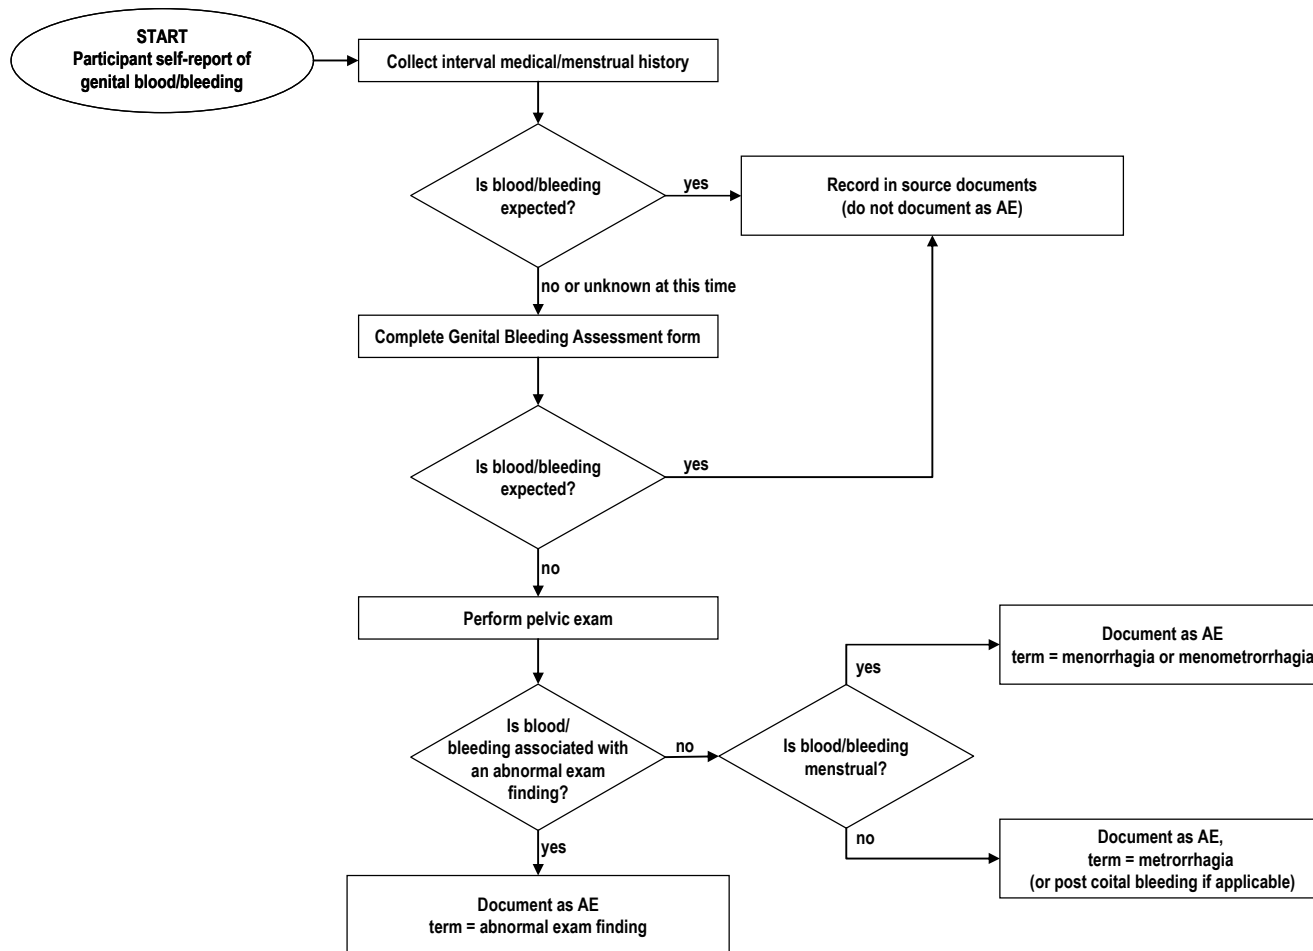 START
Participant self-report of
genital blood/bleeding
Collect interval medical/menstrual history
Is blood/bleeding
expected?
yes
Record in source documents
(do not document as AE)
no or unknown at this time
Complete Genital Bleeding Assessment form
Is blood/bleeding
expected?
yes
no
Perform pelvic exam
Is blood/
bleeding associated with
an abnormal exam
finding?
no
Is blood/bleeding
menstrual?
yes
Document as AE
term = menorrhagia or menometrorrhagia
no
Document as AE,
term = metrorrhagia
(or post coital bleeding if applicable)
yes
Document as AE
term = abnormal exam finding